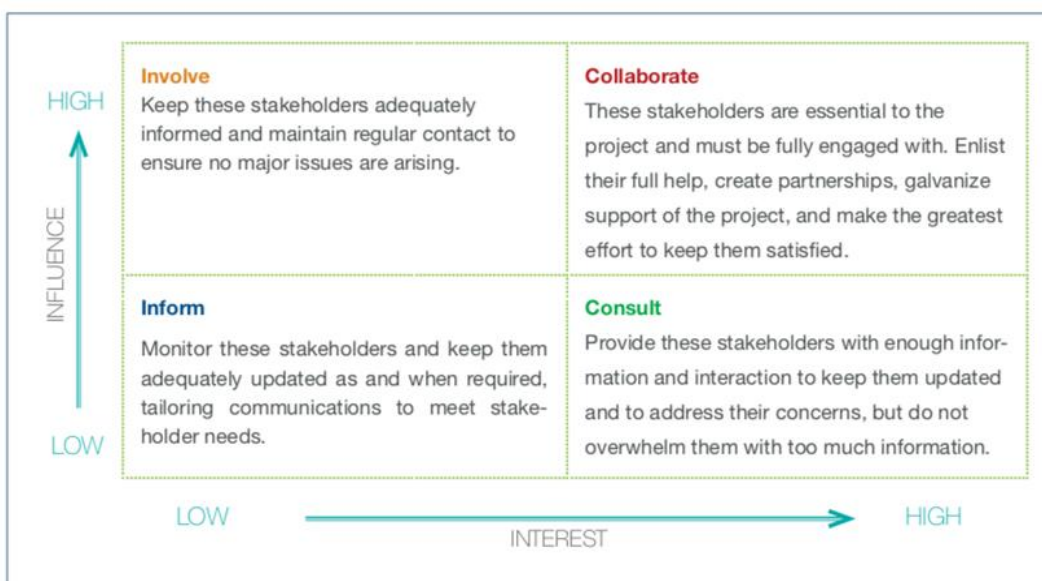 Involve
Keep these stakeholders adequately
informed and maintain regular contact to
ensure no major issues are arising.
Collaborate
These stakeholders are essential to the
project and must be fully engaged with. Enlist
their full help, create partnerships, galvanize
support of the project, and make the greatest
effort to keep them satisfied.
HIGH
INFLUENCE
LOW
Inform
Monitor these stakeholders and keep them
adequately updated as and when required,
tailoring communications to meet stake-
holder needs.
Consult
Provide these stakeholders with enough infor-
mation and interaction to keep them updated
and to address their concerns, but do not
overwhelm them with too much information.
LOW
INTEREST
HIGH